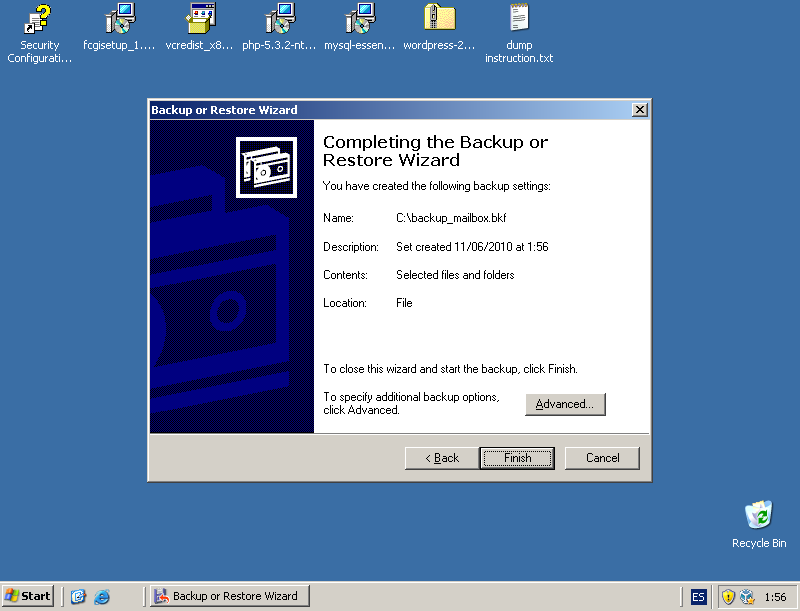 Security
Configurati...
fcgisetup_1....
vcredist_x8...
php-5.3.2-nt...
mysql-essen...
wordpress-2...
dump
instruction.txt
Backup or Restore Wizard
Completing the Backup or
Restore Wizard
You have created the following backup settings:
Name: C:\backup_mailbox.bkf
Description: Set created 11/06/2010 at 1:56
Contents: Selected files and folders
Location: File
To close this wizard and start the backup, click Finish.
To specify additional backup options,
click Advanced.
Advanced...
< Back
Finish
Cancel
Recycle Bin
Start
Backup or Restore Wizard
ES
1:56